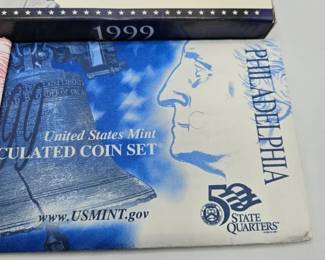 1999
PHILADELPHIA
United States Mint
CULATED COIN SET
www.USMINT.gov
50
STATE
QUARTERS